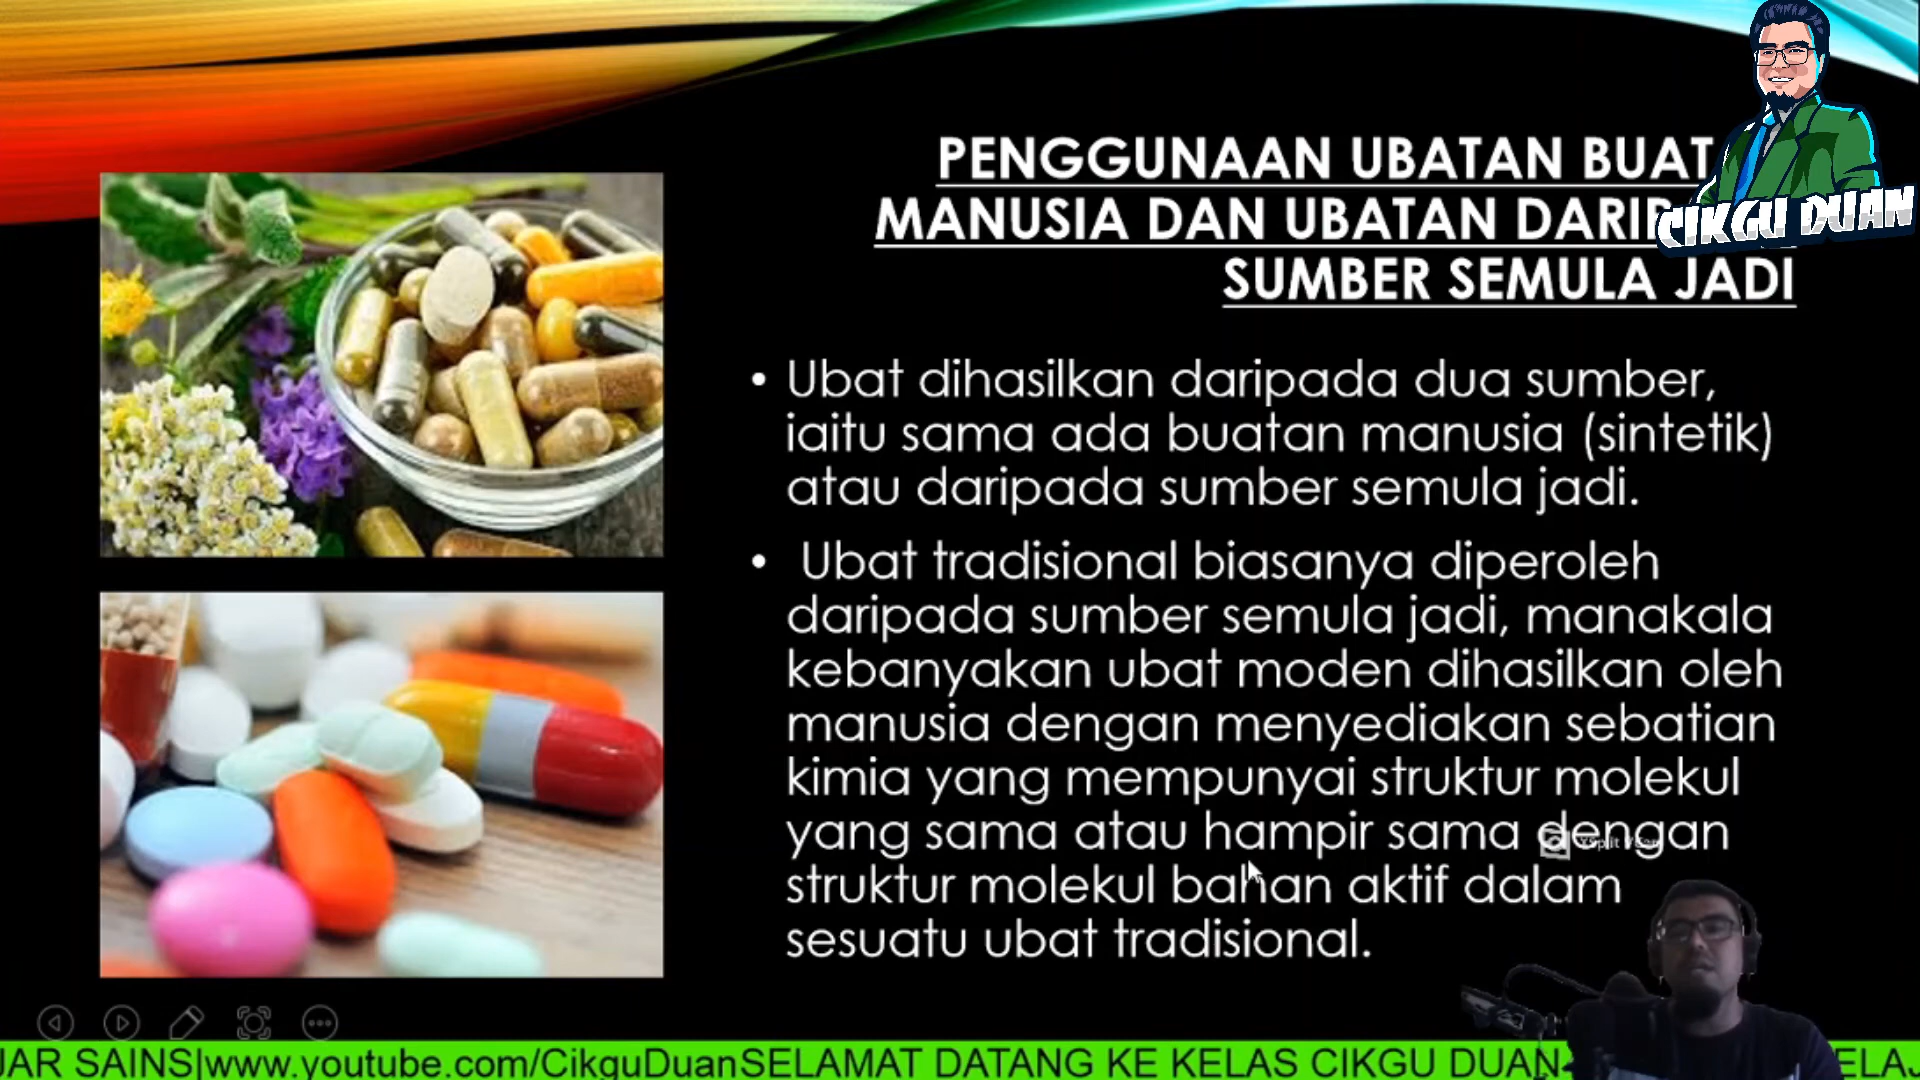 PENGGUNAAN UBATAN BUAT
MANUSIA DAN UBATAN
SUMBER SEMULA JADI
CIKGU DUAN
• Ubat dihasilkan daripada dua sumber,
iaitu sama ada buatan manusia (sintetik)
atau daripada sumber semula jadi.
• Ubat tradisional biasanya diperoleh
daripada sumber semula jadi, manakala
kebanyakan ubat moden dihasilkan oleh
manusia dengan menyediakan sebatian
kimia yang mempunyai struktur molekul
yang sama atau hampir sama dengan
struktur molekul bahan aktif dalam
sesuatu ubat tradisional.
JAR SAINS|www.youtube.com/CikguDuanSELAMAT DATANG KE KELAS CIKGU DUAN